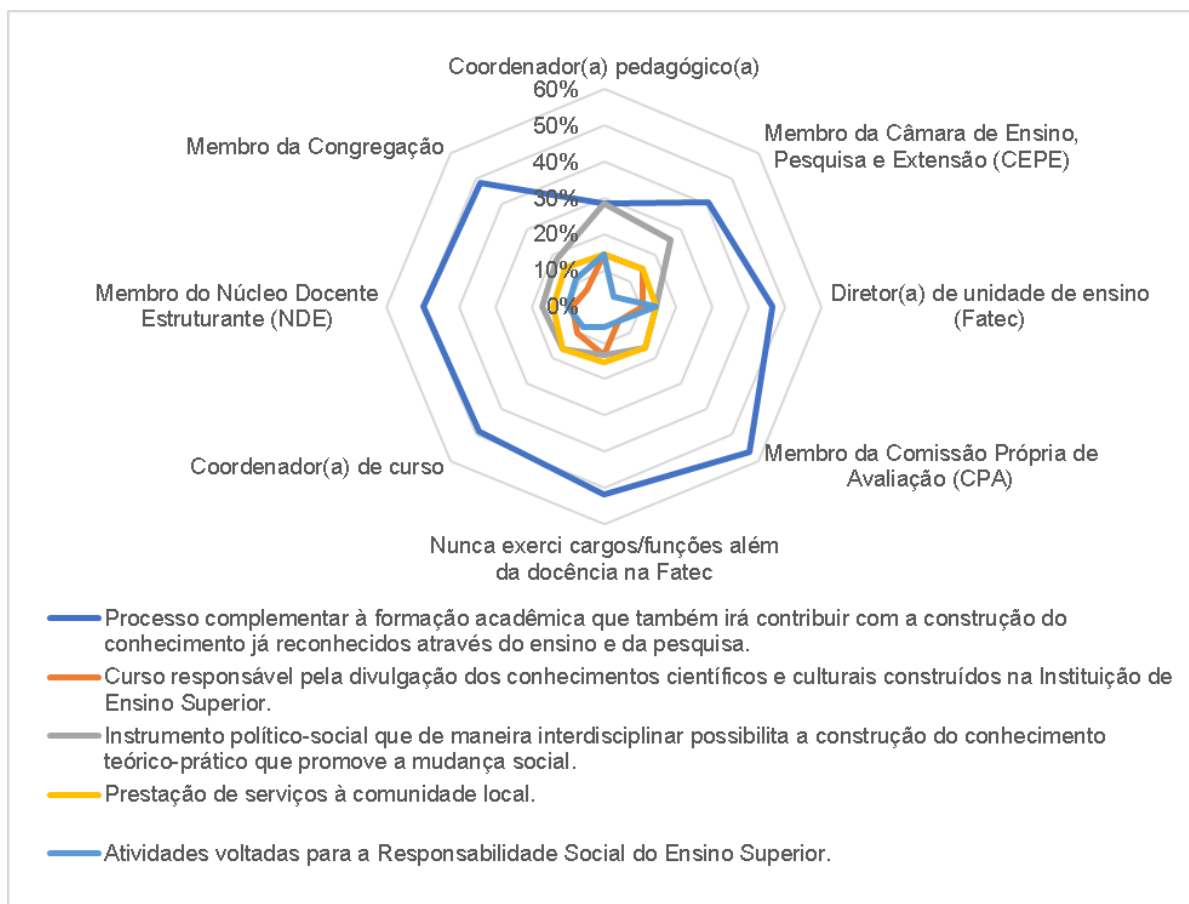 Coordenador(a) pedagógico(a)
60%
50%
40%
30%
20%
10%
0%
Membro da Câmara de Ensino,
Pesquisa e Extensão (CEPE)
Diretor(a) de unidade de ensino
(Fatec)
Membro da Comissão Própria de
Avaliação (CPA)
Nunca exerci cargos/funções além
da docência na Fatec
Coordenador(a) de curso
Membro do Núcleo Docente
Estruturante (NDE)
Membro da Congregação
Processo complementar à formação acadêmica que também irá contribuir com a construção do
conhecimento já reconhecidos através do ensino e da pesquisa.
Curso responsável pela divulgação dos conhecimentos científicos e culturais construídos na Instituição de
Ensino Superior.
Instrumento político-social que de maneira interdisciplinar possibilita a construção do conhecimento
teórico-prático que promove a mudança social.
Prestação de serviços à comunidade local.
Atividades voltadas para a Responsabilidade Social do Ensino Superior.